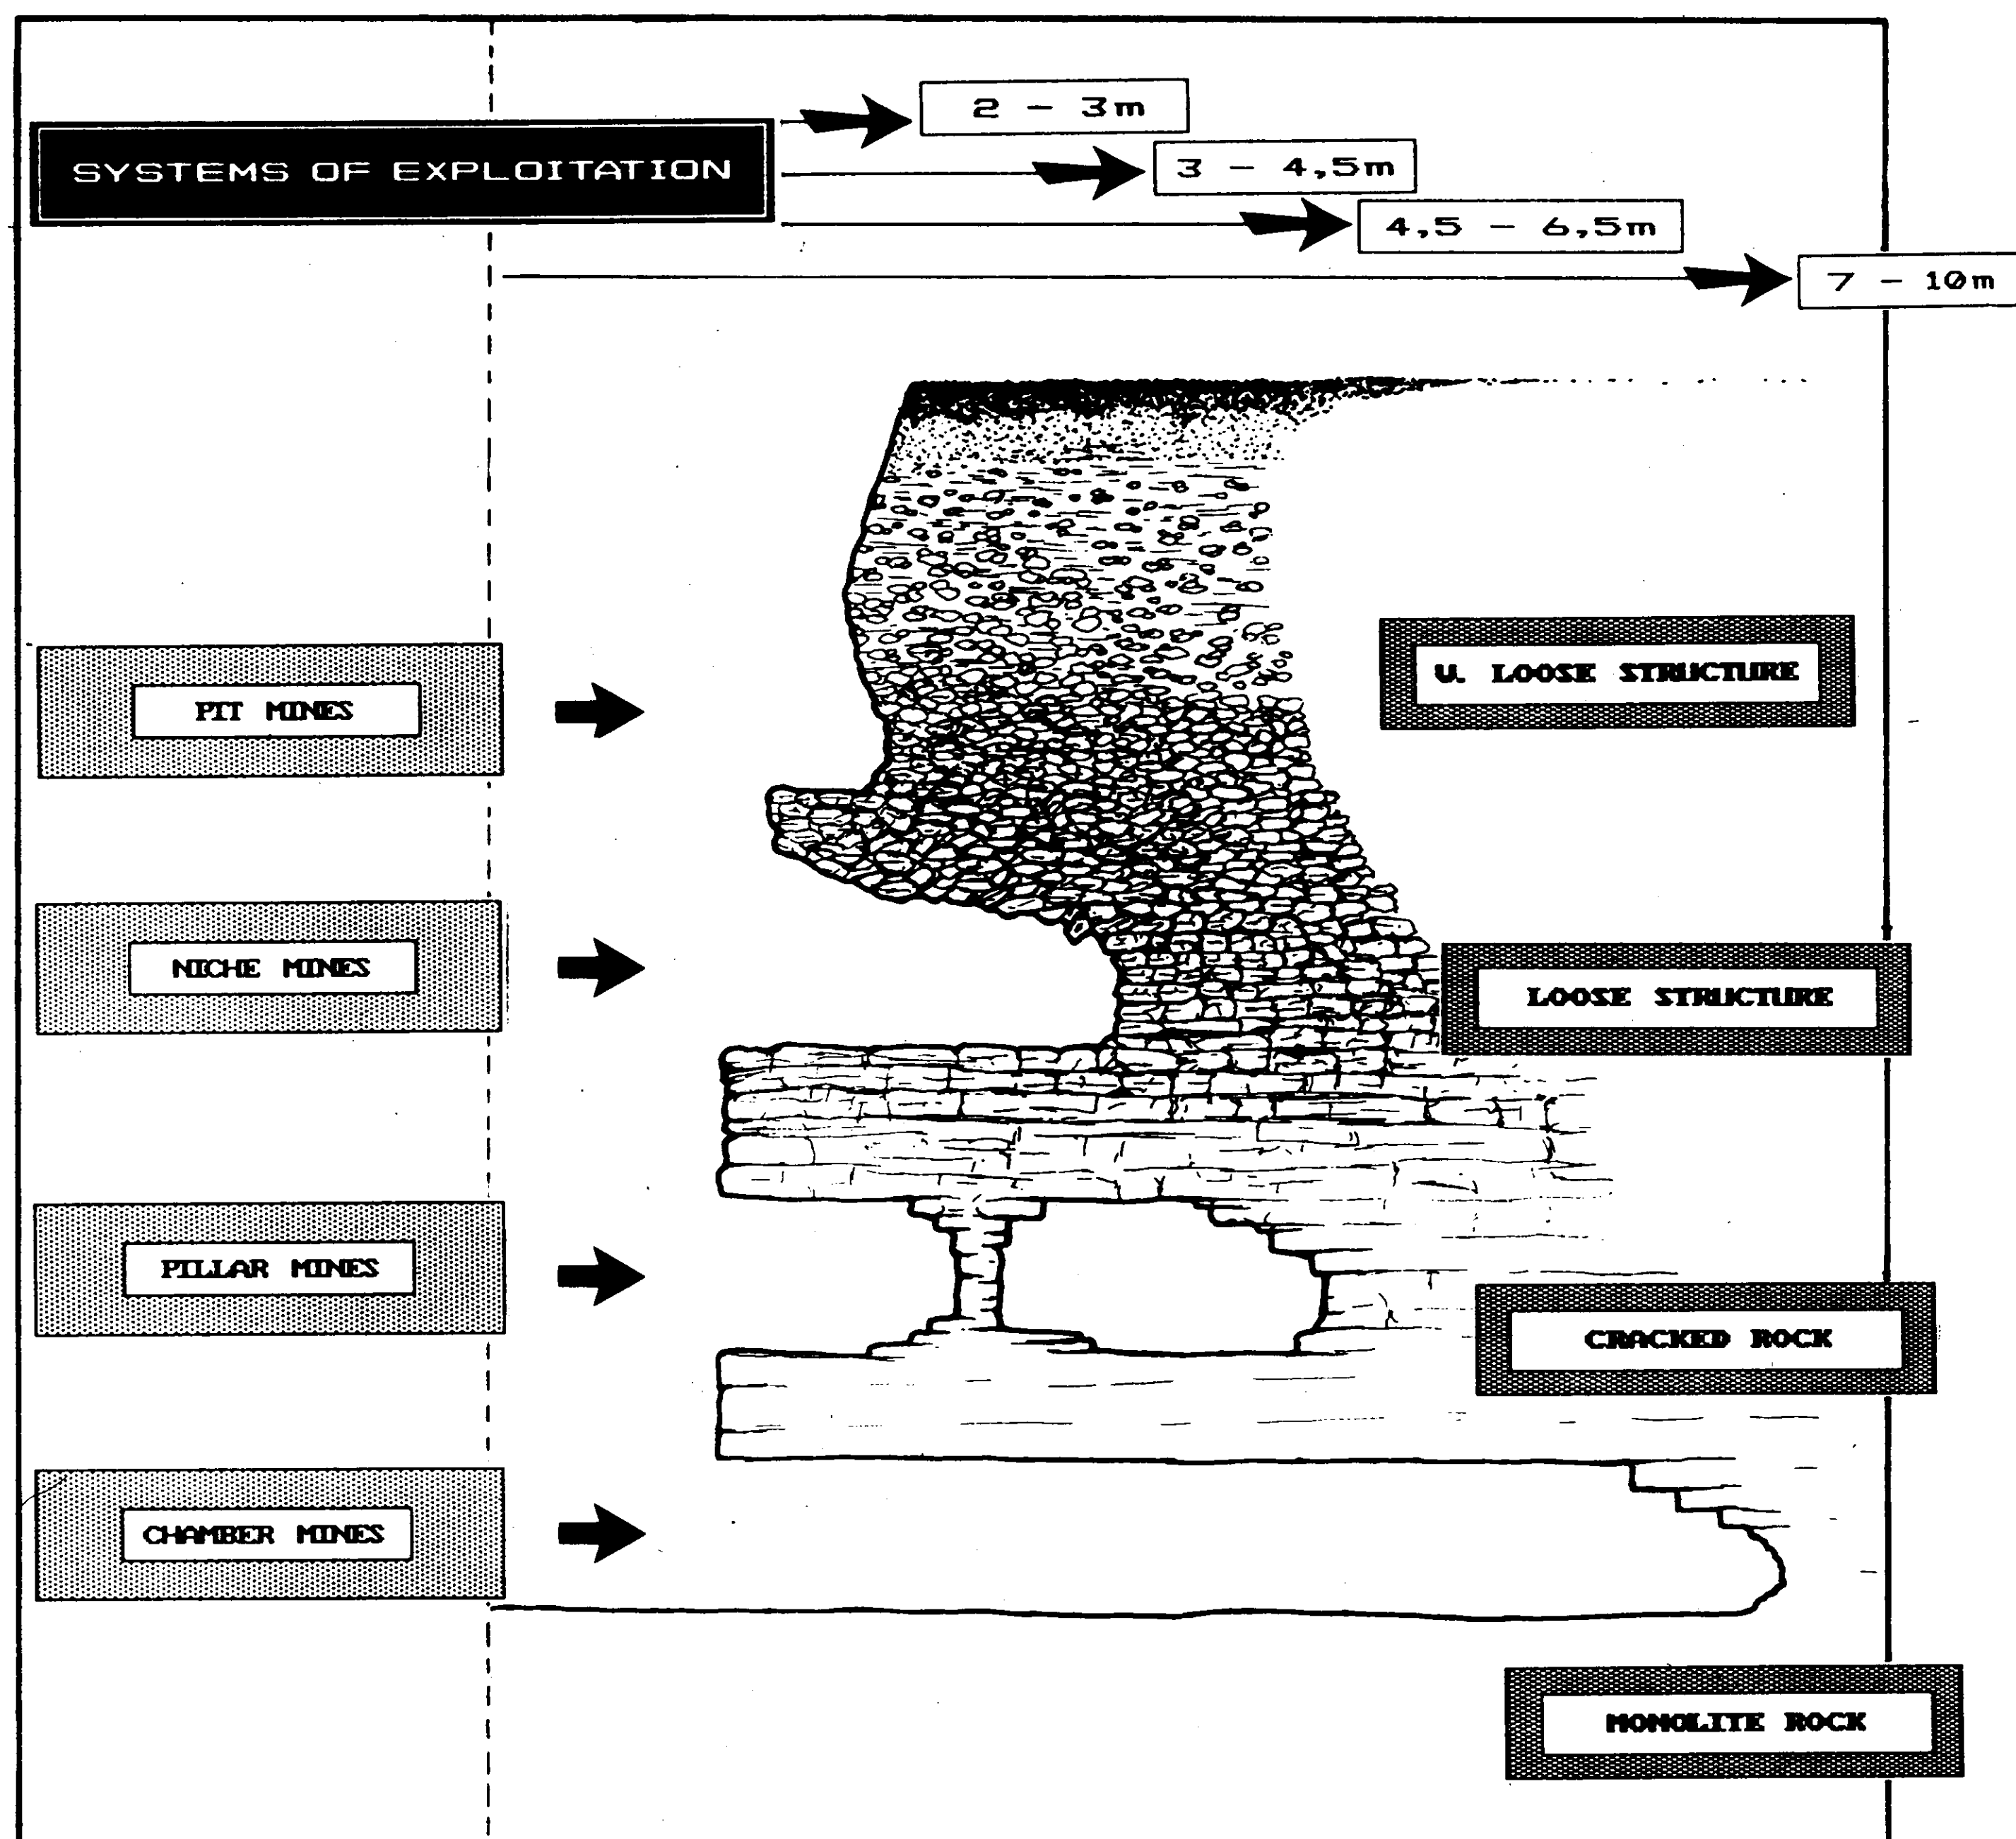 2 - 3m
SYSTEMS OF EXPLOITATION
3 - 4,5m
4,5 - 6,5m
7 - 10m
PIT MINES
V. LOOSE STRUCTURE
NICHE MINES
LOOSE STRUCTURE
PILLAR MINES
CRACKED ROCK
CHAMBER MINES
MONOLITE ROCK